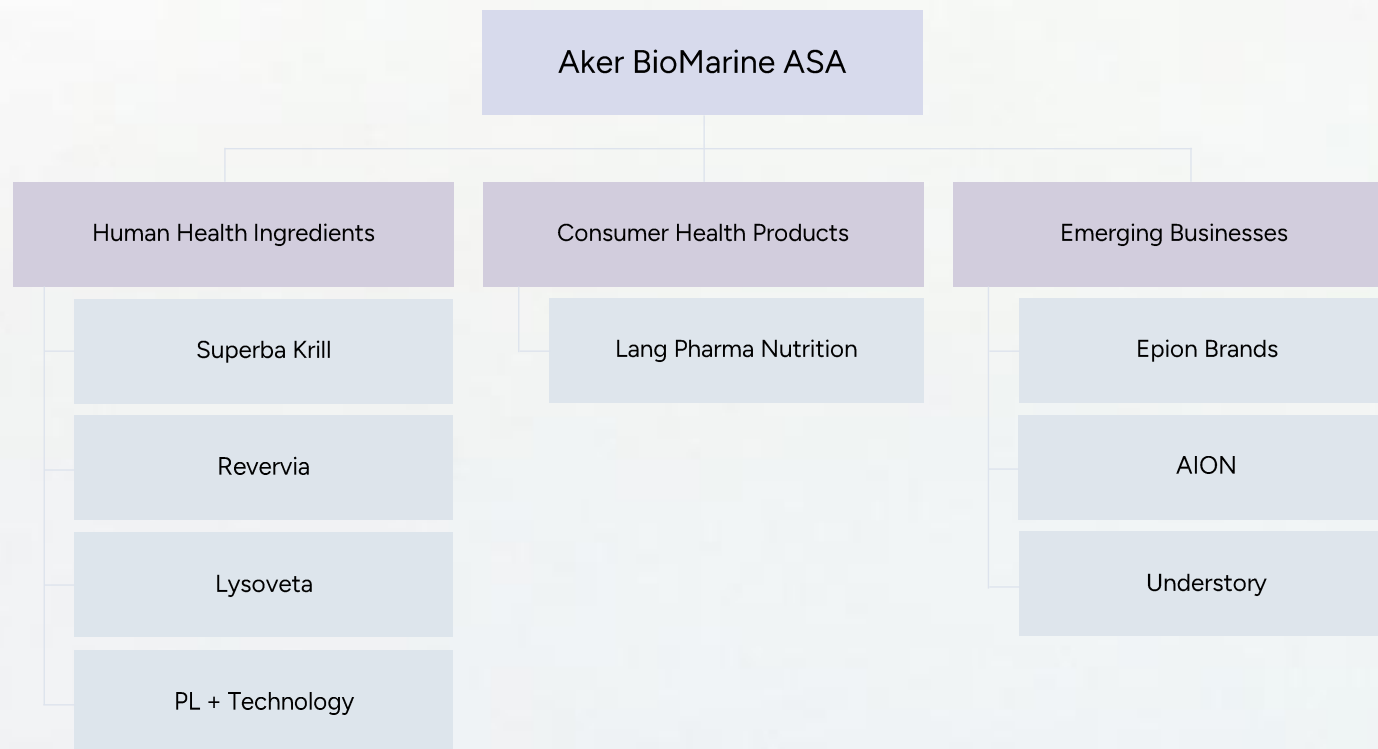 Aker BioMarine ASA
Human Health Ingredients
Consumer Health Products
Emerging Businesses
Superba Krill
Lang Pharma Nutrition
Epion Brands
Revervia
AION
Lysoveta
Understory
PL + Technology